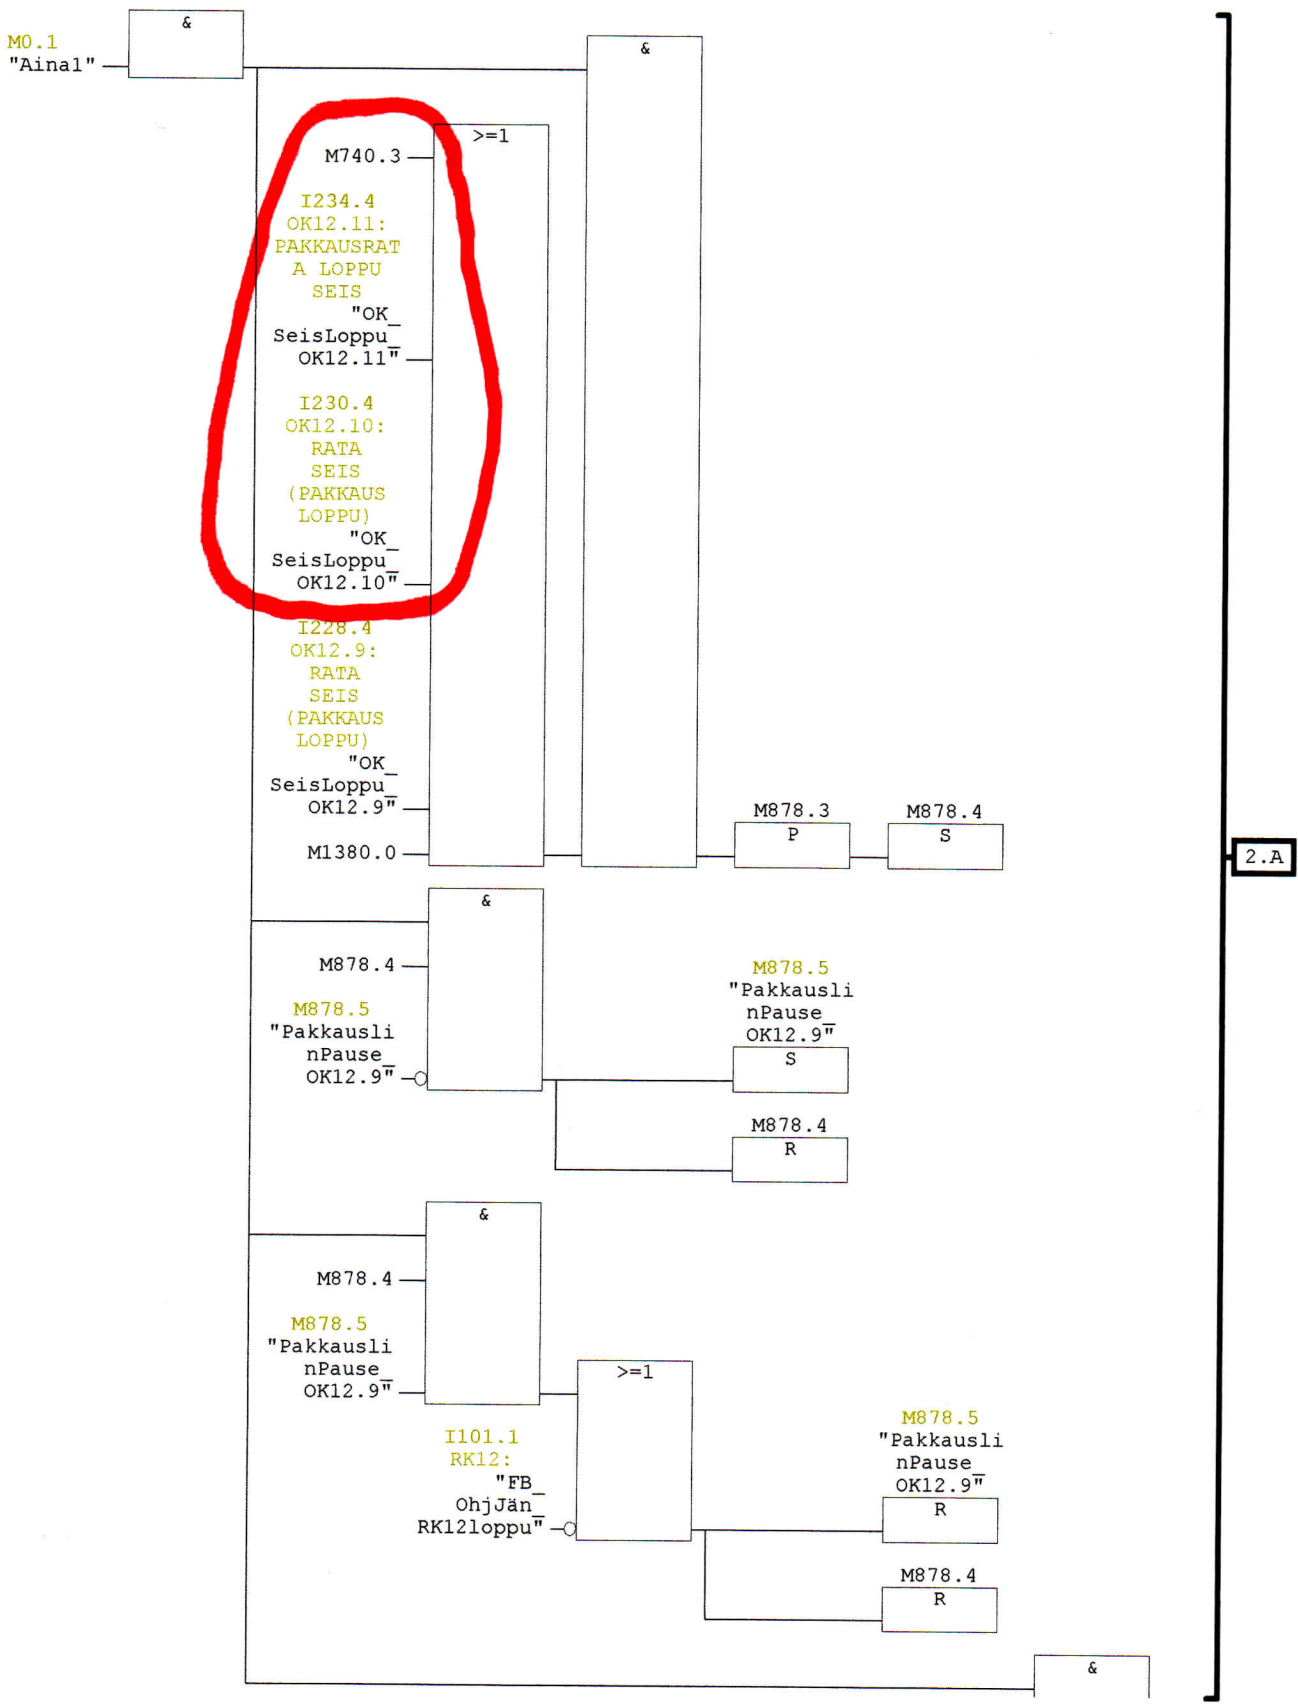 &
M0.1
"Aina1"
&
>=1
M740.3
I234.4
OK12.11:
PAKKAUSRAT
A LOPPU
SEIS
"OK_
SeisLoppu_
OK12.11"
I230.4
OK12.10:
RATA
SEIS
(PAKKAUS
LOPPU)
"OK_
SeisLoppu_
OK12.10"
I228.4
OK12.9:
RATA
SEIS
(PAKKAUS
LOPPU)
"OK_
SeisLoppu_
OK12.9"
M1380.0
M878.3
P
M878.4
S
2.A
&
M878.4
M878.5
"Pakkausli
nPause_
OK12.9"
M878.5
"Pakkausli
nPause_
OK12.9"
S
M878.4
R
&
M878.4
M878.5
"Pakkausli
nPause_
OK12.9"
>=1
I101.1
RK12:
"FB_
OhjJän_
RK12loppu"
M878.5
"Pakkausli
nPause_
OK12.9"
R
M878.4
R
&